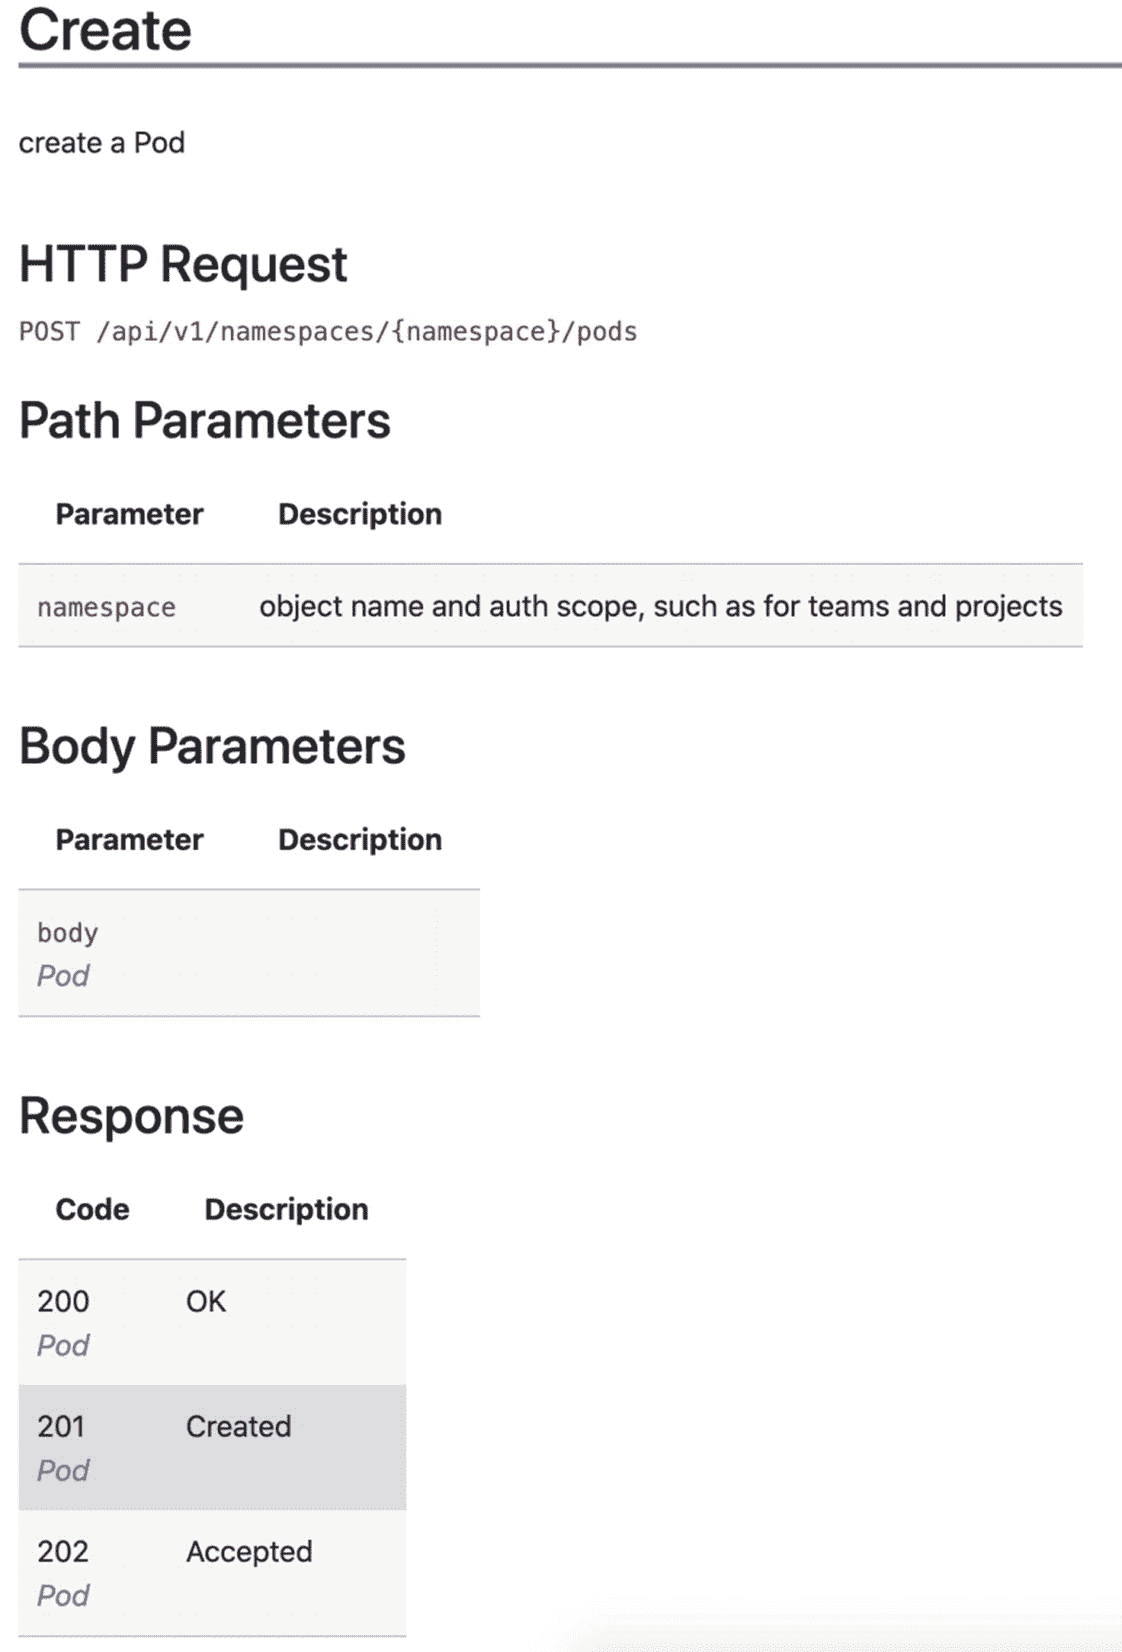 Create
create a Pod
HTTP Request
POST /api/v1/namespaces/{namespace}/pods
Path Parameters
Parameter Description
namespace object name and auth scope, such as for teams and projects
Body Parameters
Parameter Description
body
Pod
Response
Code Description
200 OK
Pod
201 Created
Pod
202 Accepted
Pod